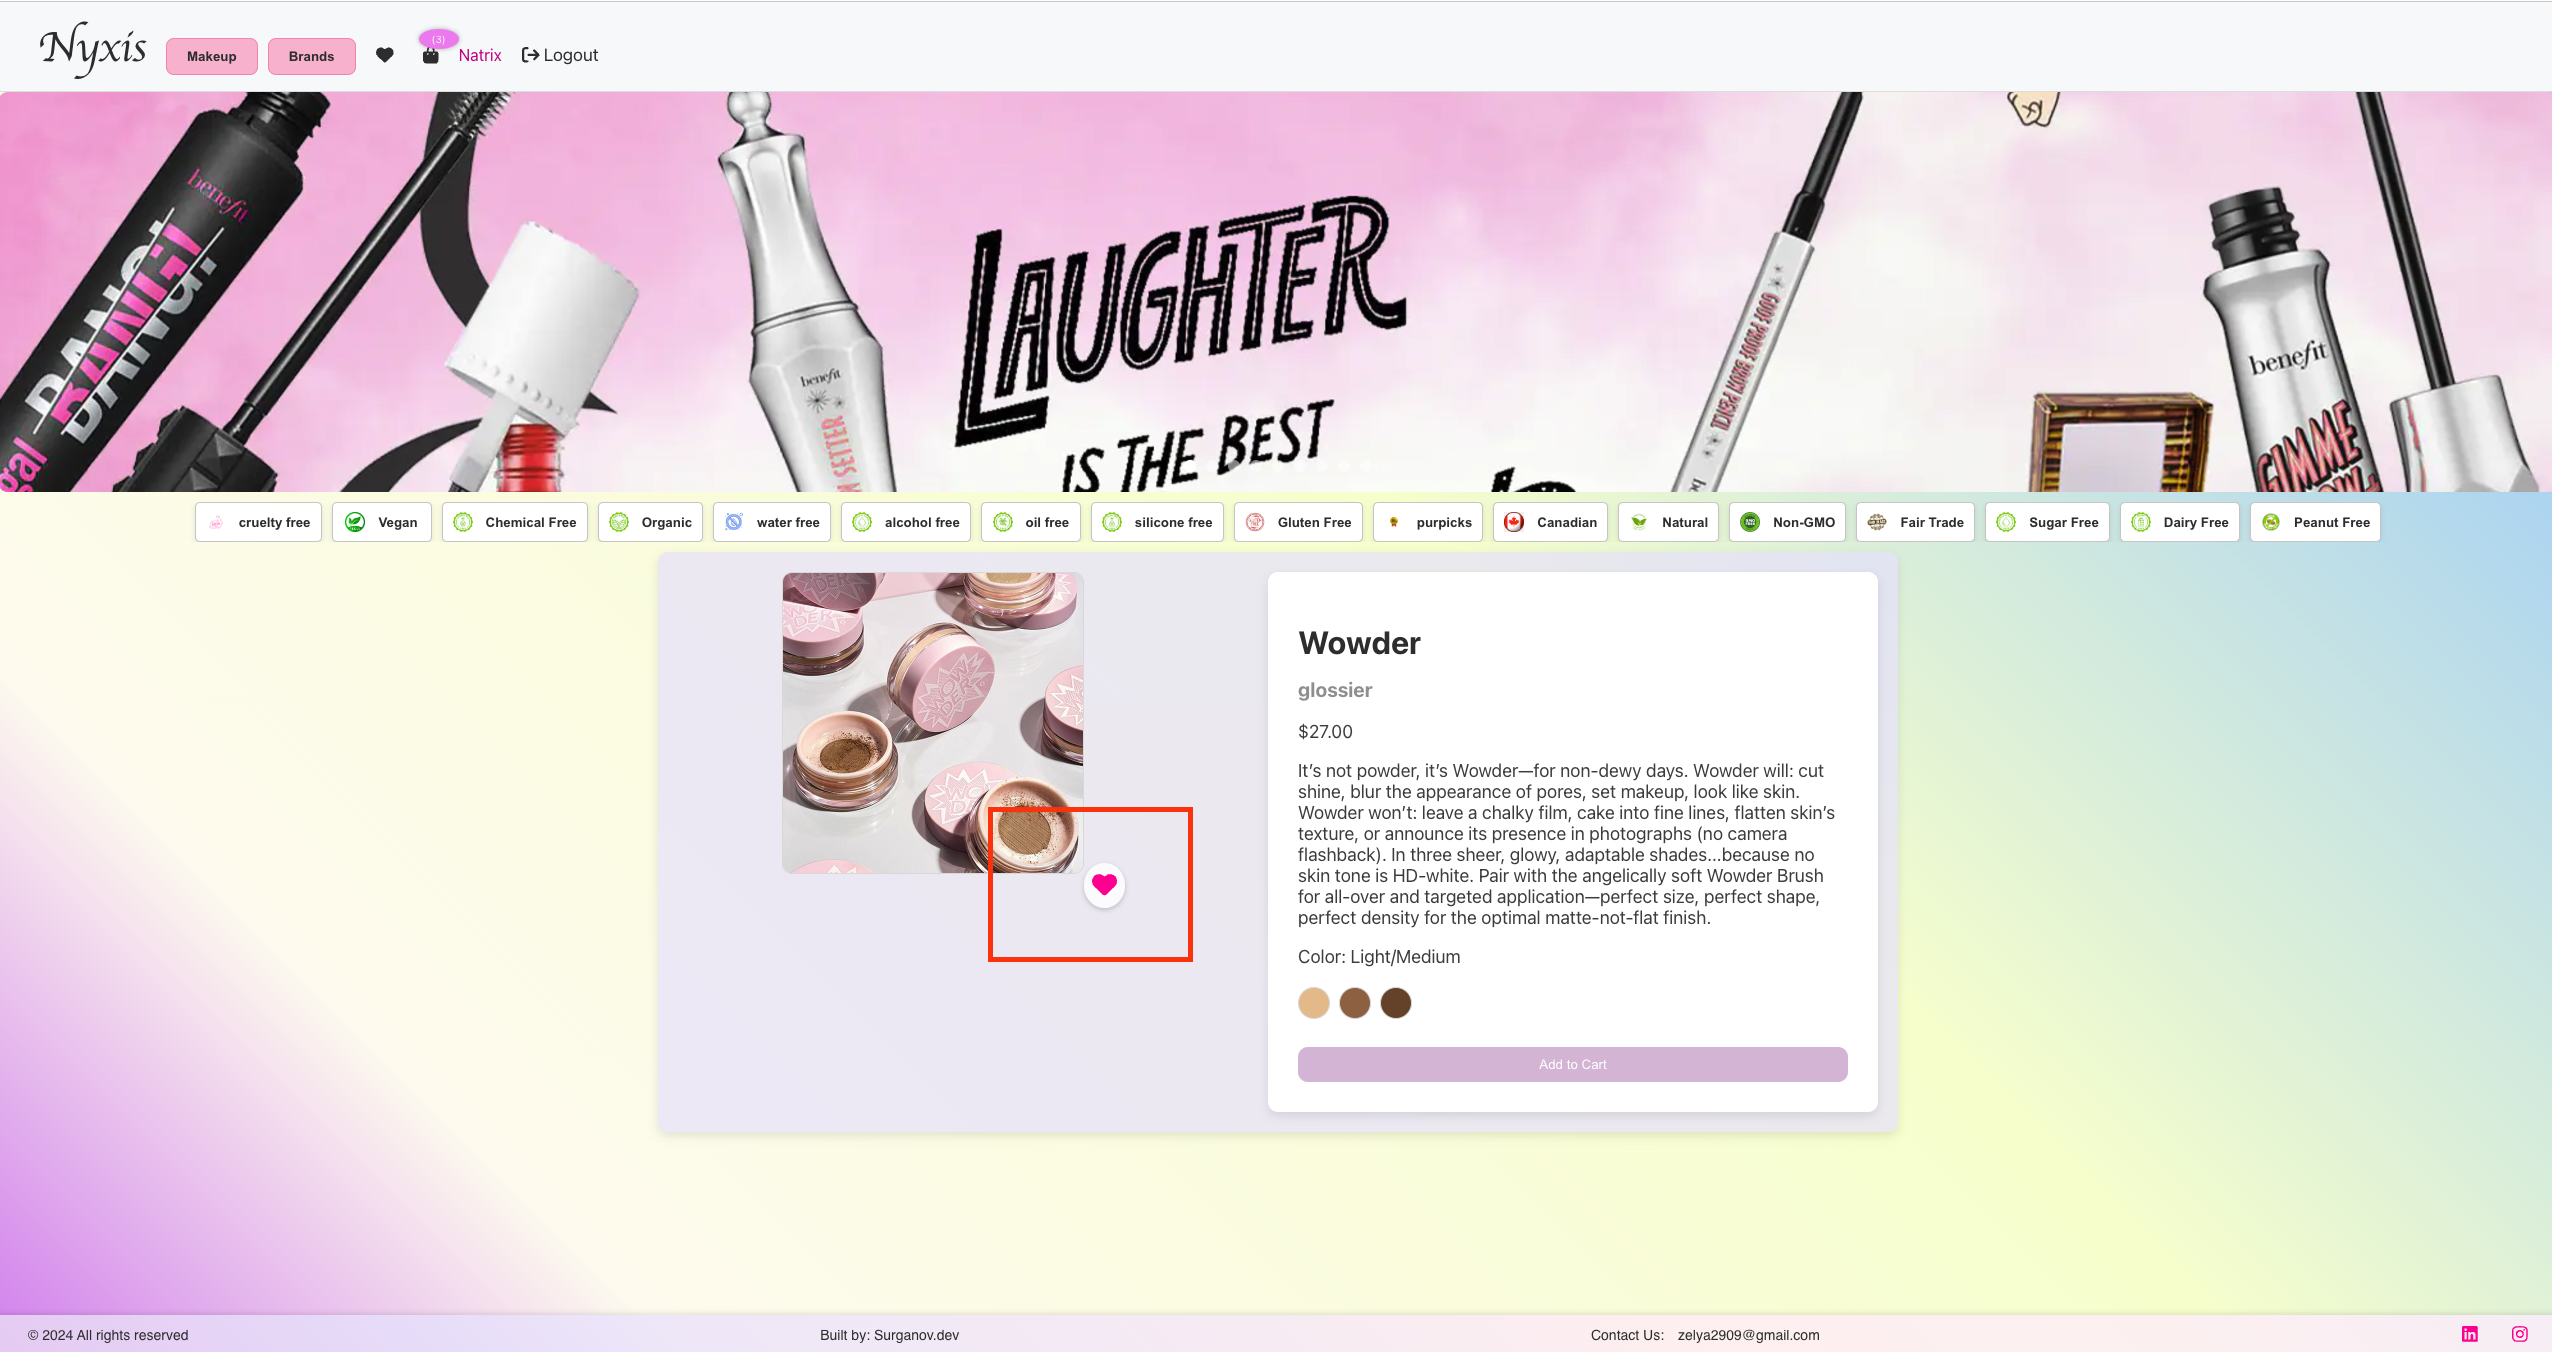 Nyxis
Makeup
Brands
(3)
Natrix
Logout
benefit
BANG!
BANG!
benefit
LAUGHTER
IS THE BEST
GOOF PROOF BROW PENCIL
benefit
GIMME
cruelty free
Vegan
Chemical Free
Organic
water free
alcohol free
oil free
silicone free
Gluten Free
purpicks
Canadian
Natural
Non-GMO
Fair Trade
Sugar Free
Dairy Free
Peanut Free
WOWDER
Wowder
glossier
$27.00
It’s not powder, it’s Wowder—for non-dewy days. Wowder will: cut
shine, blur the appearance of pores, set makeup, look like skin.
Wowder won’t: leave a chalky film, cake into fine lines, flatten skin’s
texture, or announce its presence in photographs (no camera
flashback). In three sheer, glowy, adaptable shades...because no
skin tone is HD-white. Pair with the angelically soft Wowder Brush
for all-over and targeted application—perfect size, perfect shape,
perfect density for the optimal matte-not-flat finish.
Color: Light/Medium
Add to Cart
© 2024 All rights reserved
Built by: Surganov.dev
Contact Us: zelya2909@gmail.com